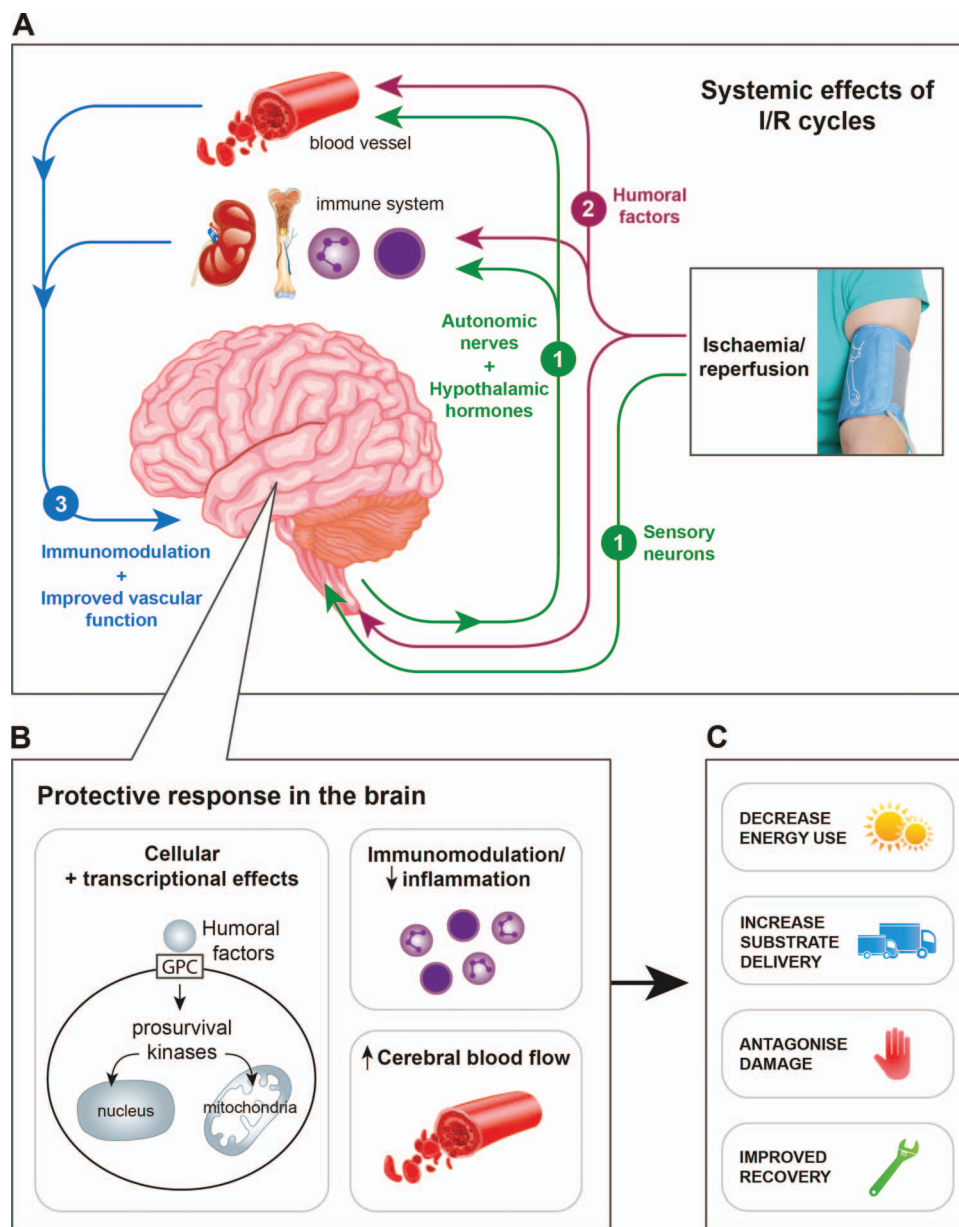 A
Systemic effects of
I/R cycles
blood vessel
immune system
2
Humoral
factors
Autonomic
nerves
+
Hypothalamic
hormones
1
Ischaemia/
reperfusion
3
Immunomodulation
+
Improved vascular
function
1
Sensory
neurons
B
Protective response in the brain
Cellular
+ transcriptional effects
Humoral
factors
GPC
prosurvival
kinases
nucleus
mitochondria
Immunomodulation/
↓ inflammation
↑ Cerebral blood flow
C
DECREASE
ENERGY USE
INCREASE
SUBSTRATE
DELIVERY
ANTAGONISE
DAMAGE
IMPROVED
RECOVERY